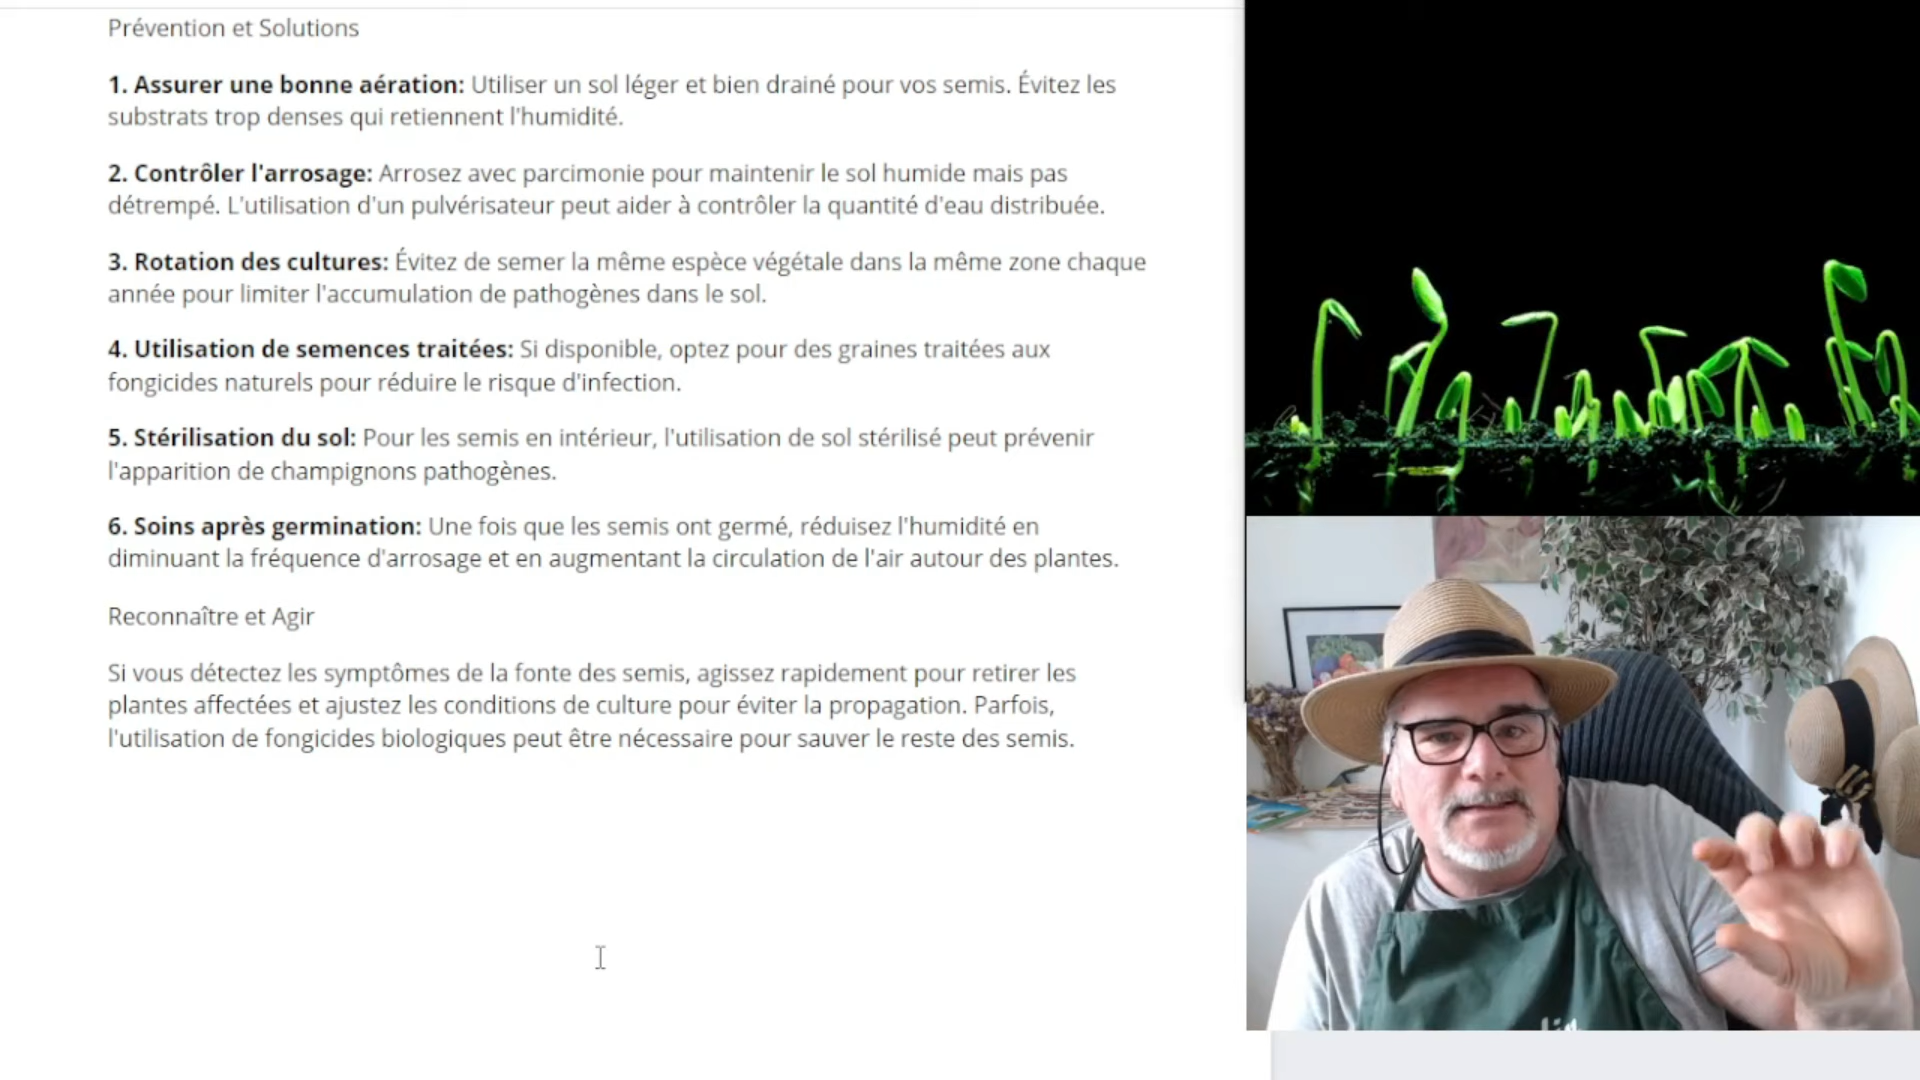 Prévention et Solutions
1. Assurer une bonne aération: Utiliser un sol léger et bien drainé pour vos semis. Évitez les
substrats trop denses qui retiennent l'humidité.
2. Contrôler l'arrosage: Arrosez avec parcimonie pour maintenir le sol humide mais pas
détrempé. L'utilisation d'un pulvérisateur peut aider à contrôler la quantité d'eau distribuée.
3. Rotation des cultures: Évitez de semer la même espèce végétale dans la même zone chaque
année pour limiter l'accumulation de pathogènes dans le sol.
4. Utilisation de semences traitées: Si disponible, optez pour des graines traitées aux
fongicides naturels pour réduire le risque d'infection.
5. Stérilisation du sol: Pour les semis en intérieur, l'utilisation de sol stérilisé peut prévenir
l'apparition de champignons pathogènes.
6. Soins après germination: Une fois que les semis ont germé, réduisez l'humidité en
diminuant la fréquence d'arrosage et en augmentant la circulation de l'air autour des plantes.
Reconnaître et Agir
Si vous détectez les symptômes de la fonte des semis, agissez rapidement pour retirer les
plantes affectées et ajustez les conditions de culture pour éviter la propagation. Parfois,
l'utilisation de fongicides biologiques peut être nécessaire pour sauver le reste des semis.